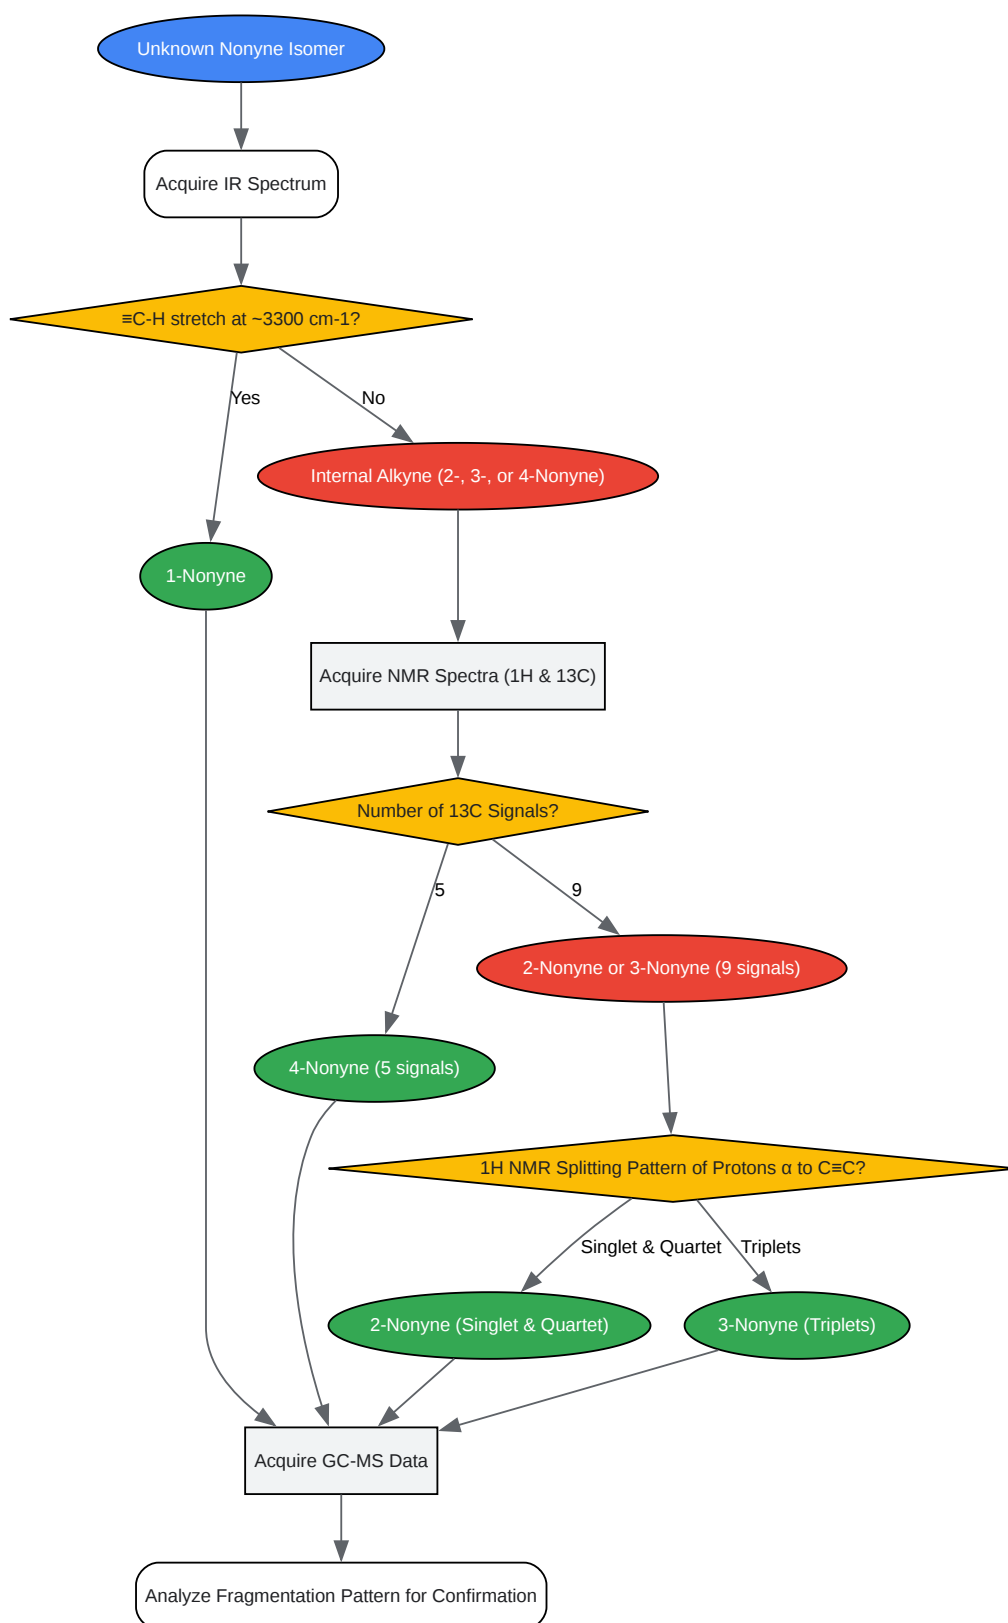 Unknown Nonyne Isomer
Acquire IR Spectrum
≡C-H stretch at ~3300 cm-1?
Yes
No
Internal Alkyne (2-, 3-, or 4-Nonyne)
1-Nonyne
Acquire NMR Spectra (1H & 13C)
Number of 13C Signals?
5
9
2-Nonyne or 3-Nonyne (9 signals)
4-Nonyne (5 signals)
1H NMR Splitting Pattern of Protons α to C≡C?
Singlet & Quartet
Triplets
2-Nonyne (Singlet & Quartet)
3-Nonyne (Triplets)
Acquire GC-MS Data
Analyze Fragmentation Pattern for Confirmation